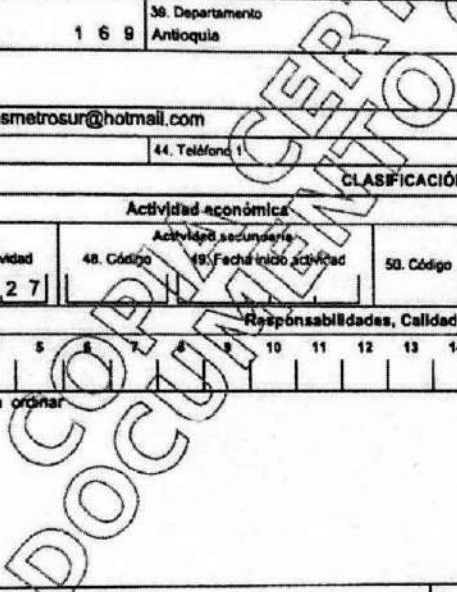 39. Departamento
1 6 9 Antioquia
smetrosur@hotmail.com
44. Teléfono 1
CLASIFICACIÓN
Actividad económica
Actividad secundaria
vidad 48. Código 49. Fecha inicio actividad 50. Código
2 7
Responsabilidades, Calidad
5 6 7 8 9 10 11 12 13 14
ordinar
COPIA CERT
DOCUMENTO